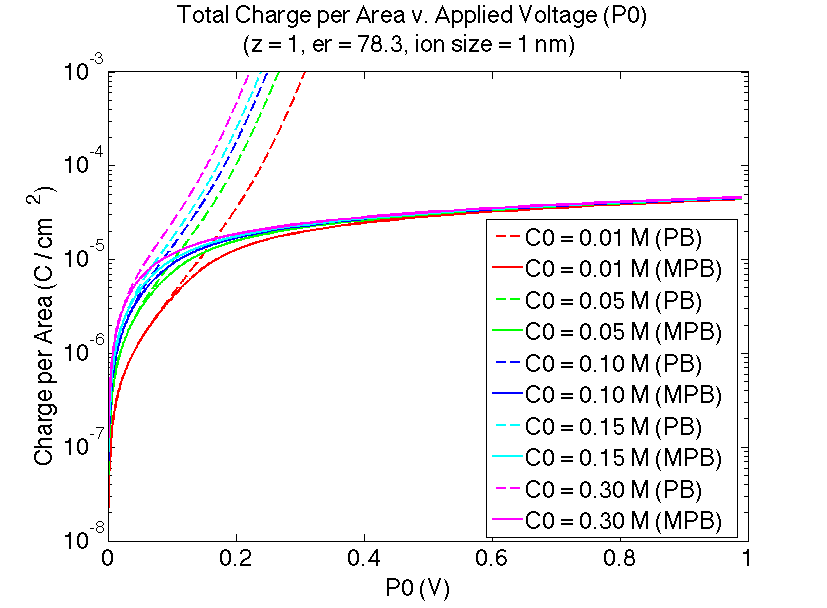 Total Charge per Area v. Applied Voltage (P0)
(z = 1, er = 78.3, ion size = 1 nm)
Charge per Area (C / cm^2)
10^-3
10^-4
10^-5
10^-6
10^-7
10^-8
C0 = 0.01 M (PB)
C0 = 0.01 M (MPB)
C0 = 0.05 M (PB)
C0 = 0.05 M (MPB)
C0 = 0.10 M (PB)
C0 = 0.10 M (MPB)
C0 = 0.15 M (PB)
C0 = 0.15 M (MPB)
C0 = 0.30 M (PB)
C0 = 0.30 M (MPB)
0 0.2 0.4 0.6 0.8 1
P0 (V)